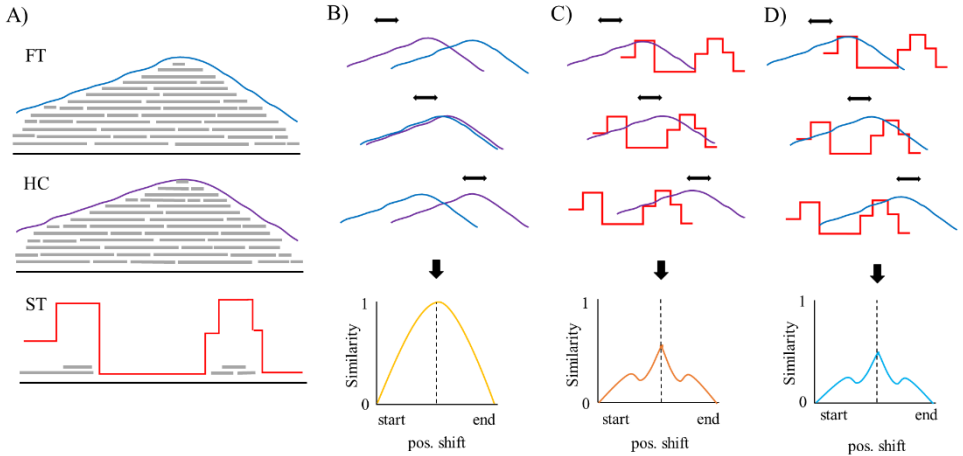 A)
FT
HC
ST
B)
1
Similarity
0
start end
pos. shift
C)
1
Similarity
0
start end
pos. shift
D)
1
Similarity
0
start end
pos. shift